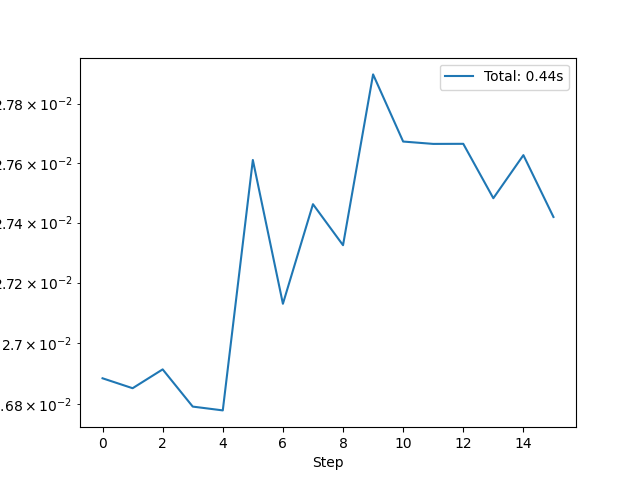 Total: 0.44s
2.78 × 10⁻²
2.76 × 10⁻²
2.74 × 10⁻²
2.72 × 10⁻²
2.7 × 10⁻²
.68 × 10⁻²
0 2 4 6 8 10 12 14
Step